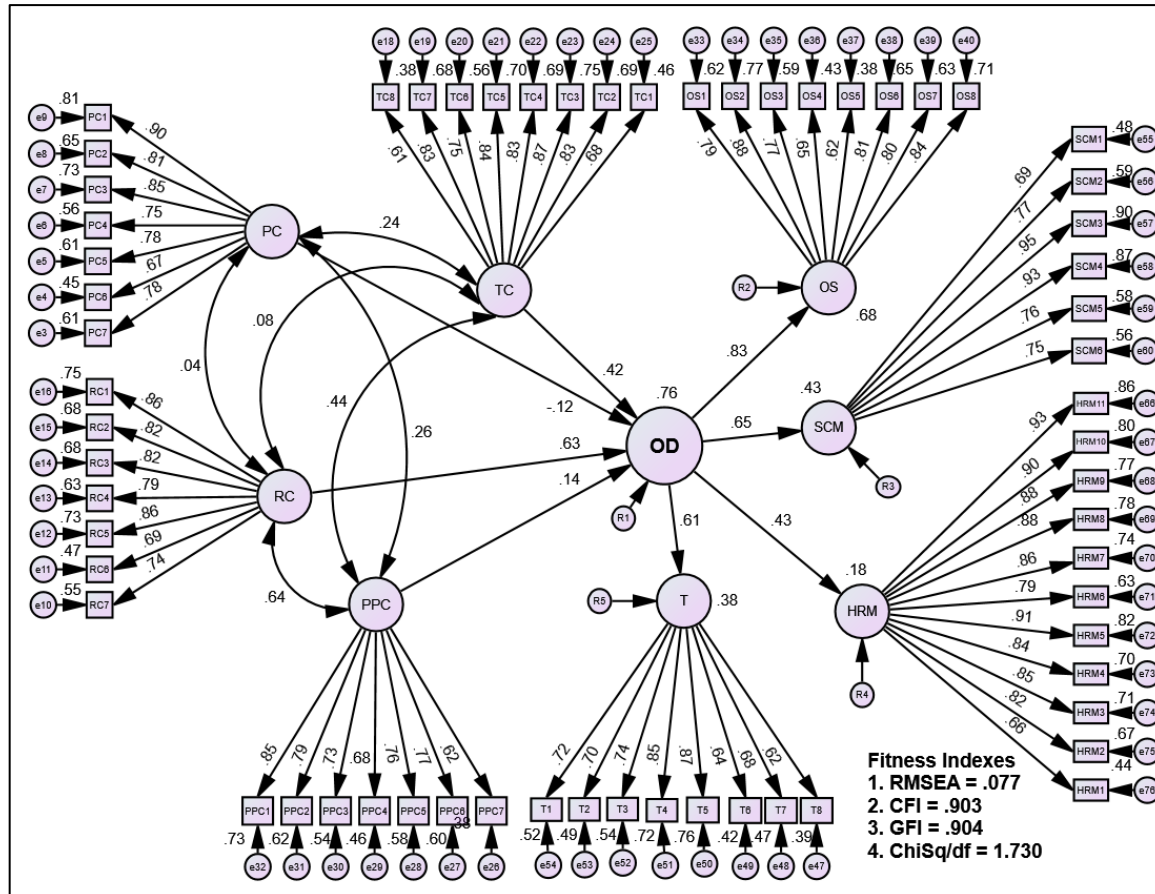 e18 e19 e20 e21 e22 e23 e24 e25
.38 .68 .56 .70 .69 .75 .69 .46
TC8 TC7 TC6 TC5 TC4 TC3 TC2 TC1
.61 .83 .75 .84 .83 .87 .83 .68
e33 e34 e35 e36 e37 e38 e39 e40
.62 .77 .59 .43 .38 .65 .63 .71
OS1 OS2 OS3 OS4 OS5 OS6 OS7 OS8
.79 .88 .77 .65 .62 .81 .80 .84
.81
e9 PC1 .90
.65
e8 PC2 .81
.73
e7 PC3 .85
.56
e6 PC4 .75
.61
e5 PC5 .78
.45
e4 PC6 .67
.61
e3 PC7 .78
PC
TC
R2 OS
.68
.24
.08
.04
.44
.26
.42
-.12
.63
.14
.76
OD
R1
.83
.65
.61
.43
.75
e16 RC1 .86
.68
e15 RC2 .82
.68
e14 RC3 .82
.63
e13 RC4 .79
.73
e12 RC5 .86
.47
e11 RC6 .69
.55
e10 RC7 .74
RC
.64
PPC
.69 SCM1 .48 e55
.77 SCM2 .59 e56
.95 SCM3 .90 e57
.93 SCM4 .87 e58
.76 SCM5 .58 e59
.75 SCM6 .56 e60
.43
SCM
R3
.93 HRM11 .86 e66
.90 HRM10 .80 e67
.88 HRM9 .77 e68
.88 HRM8 .78 e69
.86 HRM7 .74 e70
.79 HRM6 .63 e71
.91 HRM5 .82 e72
.84 HRM4 .70 e73
.85 HRM3 .71 e74
.82 HRM2 .67 e75
.66 HRM1 .44 e76
.18
HRM
R4
R5 T .38
.85 .79 .73 .68 .76 .77 .62
PPC1 PPC2 PPC3 PPC4 PPC5 PPC6 PPC7
.73 .62 .54 .46 .58 .60 .38
e32 e31 e30 e29 e28 e27 e26
.72 .70 .74 .85 .87 .64 .68 .62
T1 T2 T3 T4 T5 T6 T7 T8
.52 .49 .54 .72 .76 .42 .47 .39
e54 e53 e52 e51 e50 e49 e48 e47
Fitness Indexes
1. RMSEA = .077
2. CFI = .903
3. GFI = .904
4. ChiSq/df = 1.730